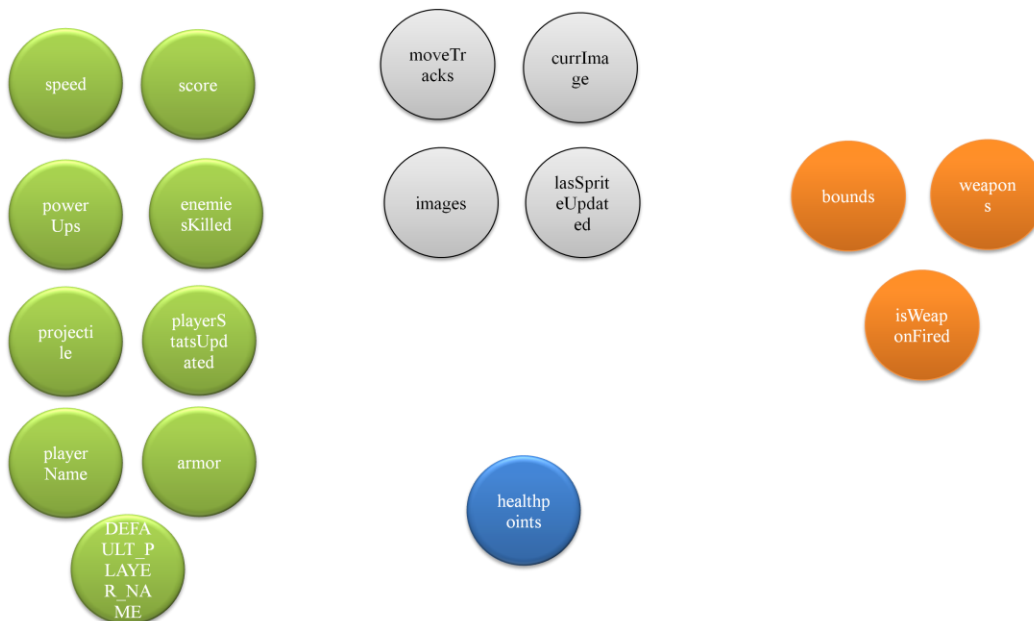 speed
score
moveTr
acks
currIma
ge
power
Ups
enemie
sKilled
images
lasSprit
eUpdat
ed
bounds
weapon
s
projecti
le
playerS
tatsUpd
ated
isWeap
onFired
player
Name
armor
healthp
oints
DEFA
ULT_P
LAYE
R_NA
ME